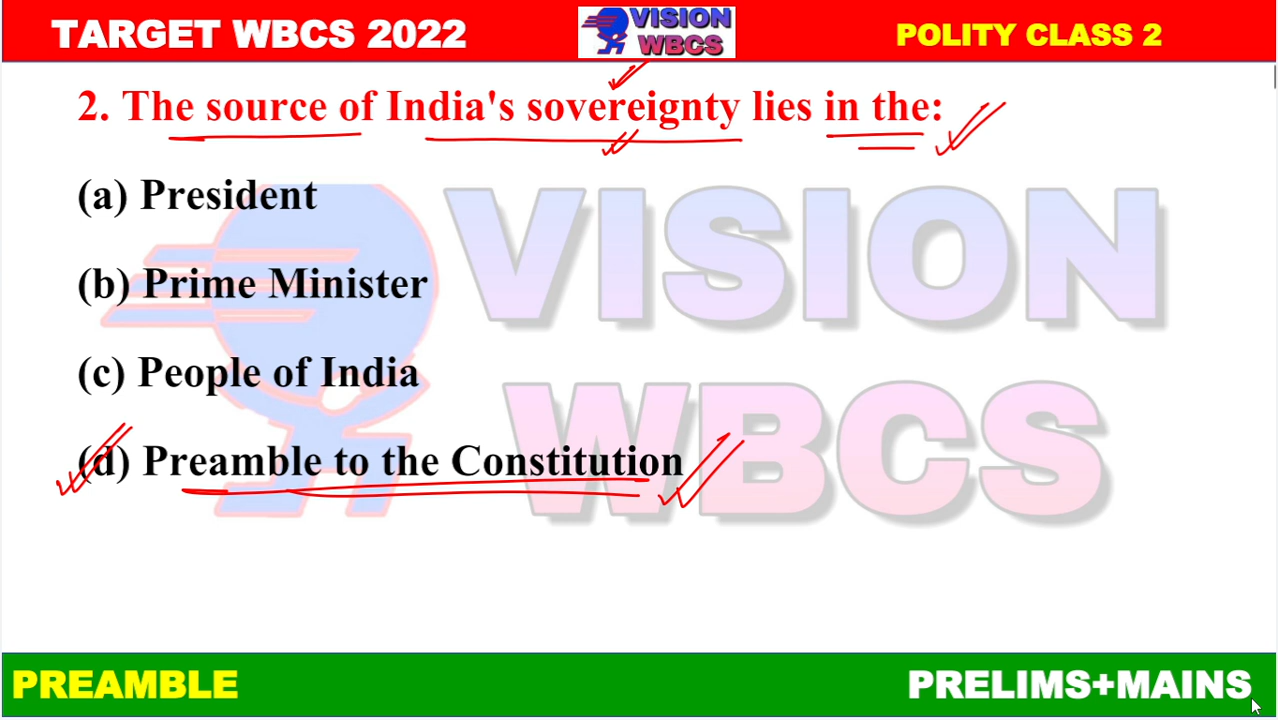 TARGET WBCS 2022
VISION
WBCS
POLITY CLASS 2
2. The source of India's sovereignty lies in the:
(a) President
(b) Prime Minister
(c) People of India
(d) Preamble to the Constitution
VISION
WBCS
PREAMBLE
PRELIMS+MAINS